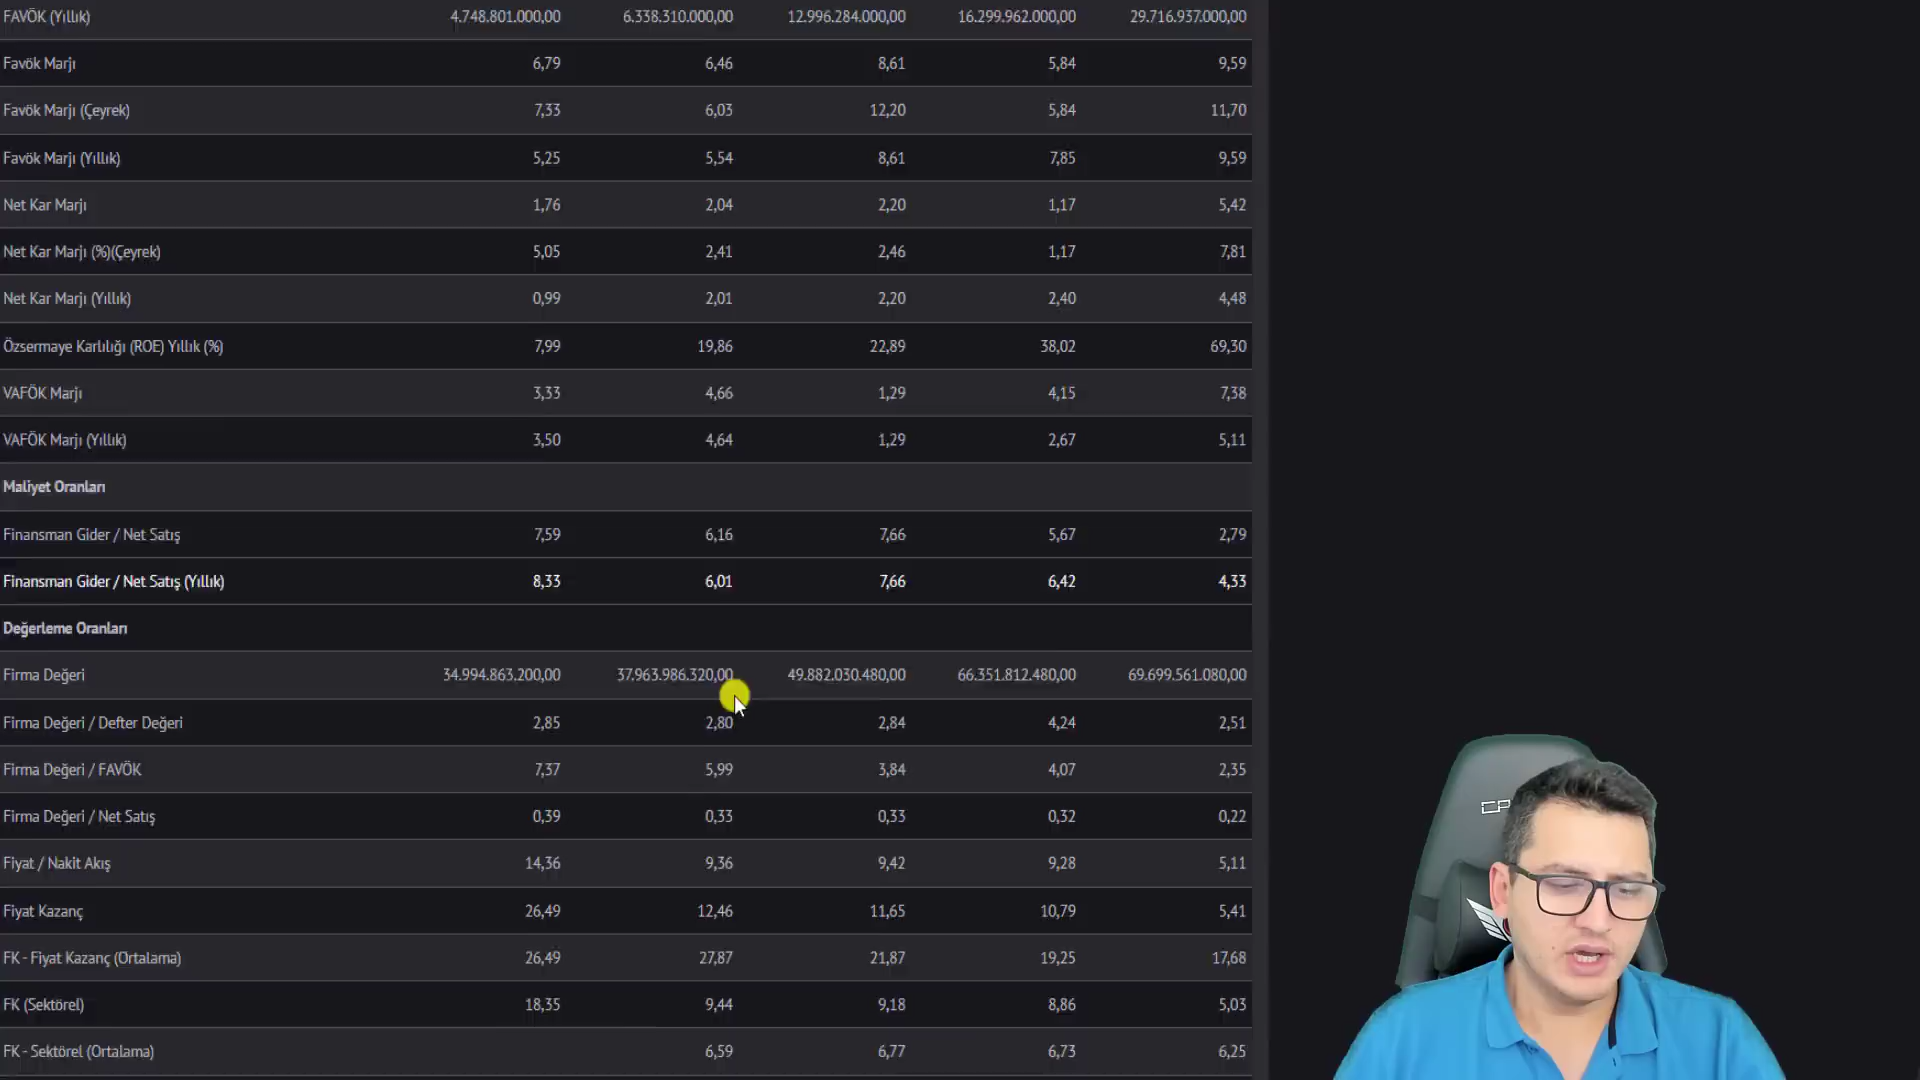 FAVÖK (Yıllık) 4.748.801.000,00 6.338.310.000,00 12.996.284.000,00 16.299.962.000,00 29.716.937.000,00
Favök Marjı 6,79 6,46 8,61 5,84 9,59
Favök Marjı (Çeyrek) 7,33 6,03 12,20 5,84 11,70
Favök Marjı (Yıllık) 5,25 5,54 8,61 7,85 9,59
Net Kar Marjı 1,76 2,04 2,20 1,17 5,42
Net Kar Marjı (%)(Çeyrek) 5,05 2,41 2,46 1,17 7,81
Net Kar Marjı (Yıllık) 0,99 2,01 2,20 2,40 4,48
Özsermaye Karlılığı (ROE) Yıllık (%) 7,99 19,86 22,89 38,02 69,30
VAFÖK Marjı 3,33 4,66 1,29 4,15 7,38
VAFÖK Marjı (Yıllık) 3,50 4,64 1,29 2,67 5,11
Maliyet Oranları
Finansman Gider / Net Satış 7,59 6,16 7,66 5,67 2,79
Finansman Gider / Net Satış (Yıllık) 8,33 6,01 7,66 6,42 4,33
Değerleme Oranları
Firma Değeri 34.994.863.200,00 37.963.986.320,00 49.882.030.480,00 66.351.812.480,00 69.699.561.080,00
Firma Değeri / Defter Değeri 2,85 2,80 2,84 4,24 2,51
Firma Değeri / FAVÖK 7,37 5,99 3,84 4,07 2,35
Firma Değeri / Net Satış 0,39 0,33 0,33 0,32 0,22
Fiyat / Nakit Akış 14,36 9,36 9,42 9,28 5,11
Fiyat Kazanç 26,49 12,46 11,65 10,79 5,41
FK - Fiyat Kazanç (Ortalama) 26,49 27,87 21,87 19,25 17,68
FK (Sektörel) 18,35 9,44 9,18 8,86 5,03
FK - Sektörel (Ortalama) 6,59 6,77 6,73 6,25